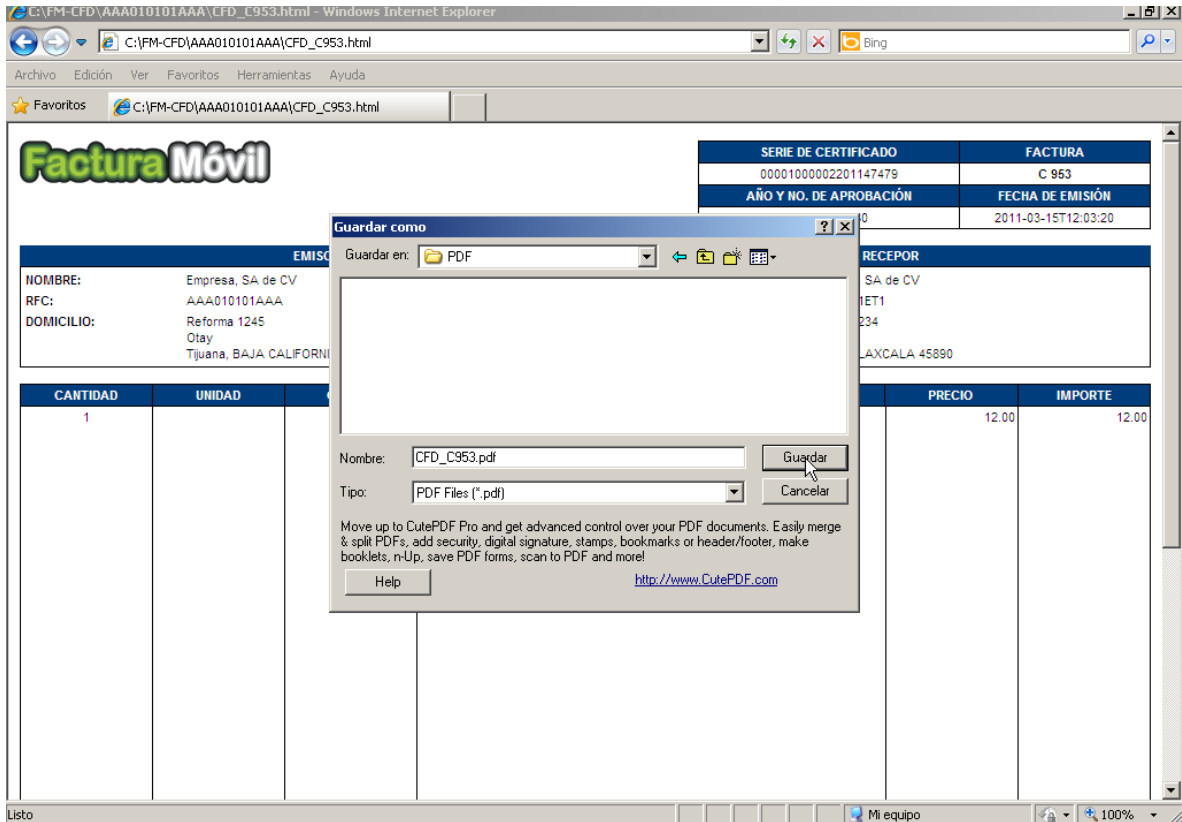 C:\FM-CFD\AAA010101AAA\CFD_C953.html - Windows Internet Explorer
C:\FM-CFD\AAA010101AAA\CFD_C953.html
Bing
Archivo Edición Ver Favoritos Herramientas Ayuda
Favoritos
C:\FM-CFD\AAA010101AAA\CFD_C953.html
Factura Móvil
SERIE DE CERTIFICADO FACTURA
00001000002201147479 C 953
AÑO Y NO. DE APROBACIÓN FECHA DE EMISIÓN
2011-03-15T12:03:20
RECEPOR
NOMBRE: Empresa, SA de CV
SA de CV
RFC: AAA010101AAA
1ET1
DOMICILIO: Reforma 1245
234
Otay
Tijuana, BAJA
45890
CANTIDAD UNIDAD PRECIO IMPORTE
1 12.00 12.00
Guardar como
Guardar en: PDF
Nombre: CFD_C953.pdf Guardar
Tipo: PDF Files (*.pdf) Cancelar
Move up to CutePDF Pro and get advanced control over your PDF documents. Easily merge
& split PDFs, add security, digital signature, stamps, bookmarks or header/footer, make
booklets, n-Up, save PDF forms, scan to PDF and more!
Help http://www.CutePDF.com
Listo Mi equipo 100%